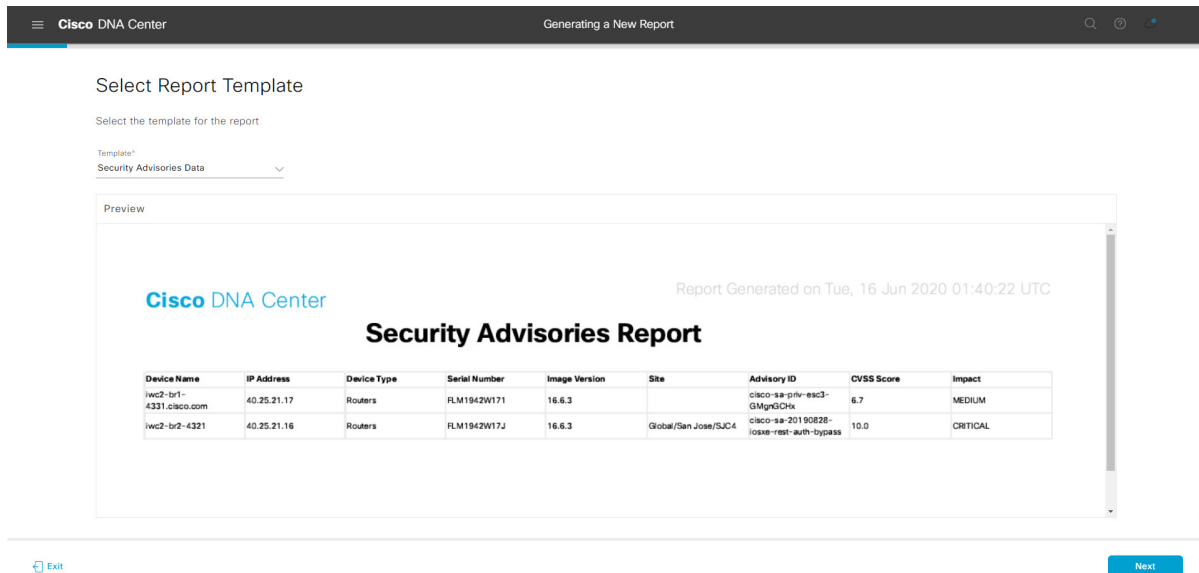 Cisco DNA Center
Generating a New Report
Select Report Template
Select the template for the report
Template*
Security Advisories Data
Preview
Cisco DNA Center
Report Generated on Tue, 16 Jun 2020 01:40:22 UTC
Security Advisories Report
Device Name IP Address Device Type Serial Number Image Version Site Advisory ID CVSS Score Impact
iwc2-br1-4331.cisco.com 40.25.21.17 Routers FLM1942W171 16.6.3 cisco-sa-priv-esc3-GMgnGCHx 6.7 MEDIUM
iwc2-br2-4321 40.25.21.16 Routers FLM1942W17J 16.6.3 Global/San Jose/SJC4 cisco-sa-20190828-iosxe-rest-auth-bypass 10.0 CRITICAL
Exit
Next